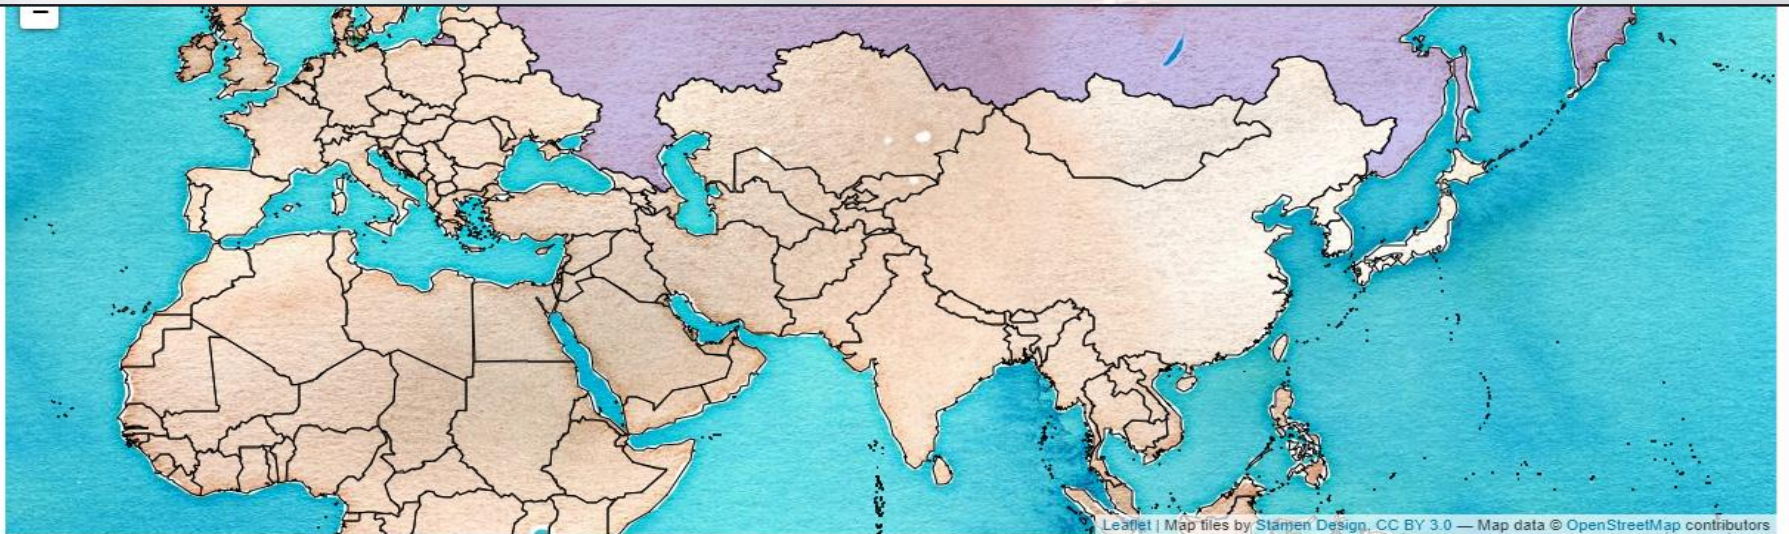 Leaflet | Map tiles by Stamen Design, CC BY 3.0 — Map data © OpenStreetMap contributors